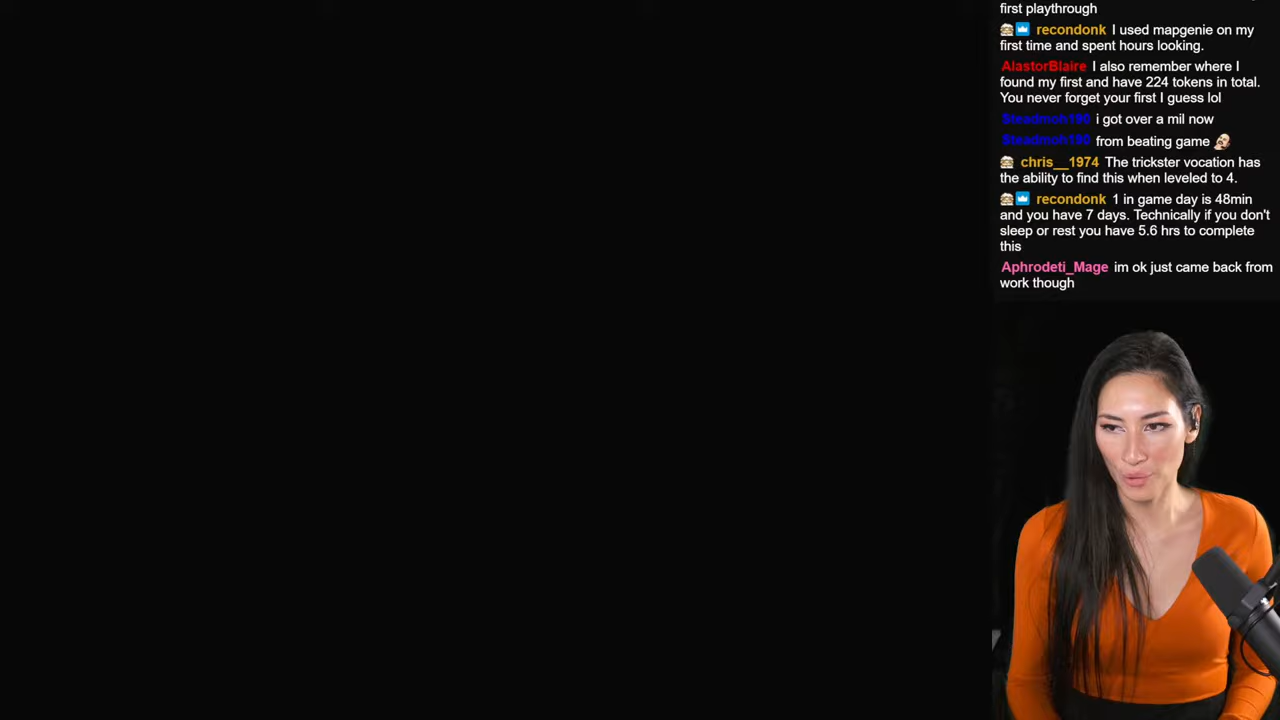 first playthrough
recondonk I used mapgenie on my
first time and spent hours looking.
AlastorBlaire I also remember where I
found my first and have 224 tokens in total.
You never forget your first I guess lol
Steadmoh190 i got over a mil now
Steadmoh190 from beating game
chris__1974 The trickster vocation has
the ability to find this when leveled to 4.
recondonk 1 in game day is 48min
and you have 7 days. Technically if you don't
sleep or rest you have 5.6 hrs to complete
this
Aphrodeti_Mage im ok just came back from
work though